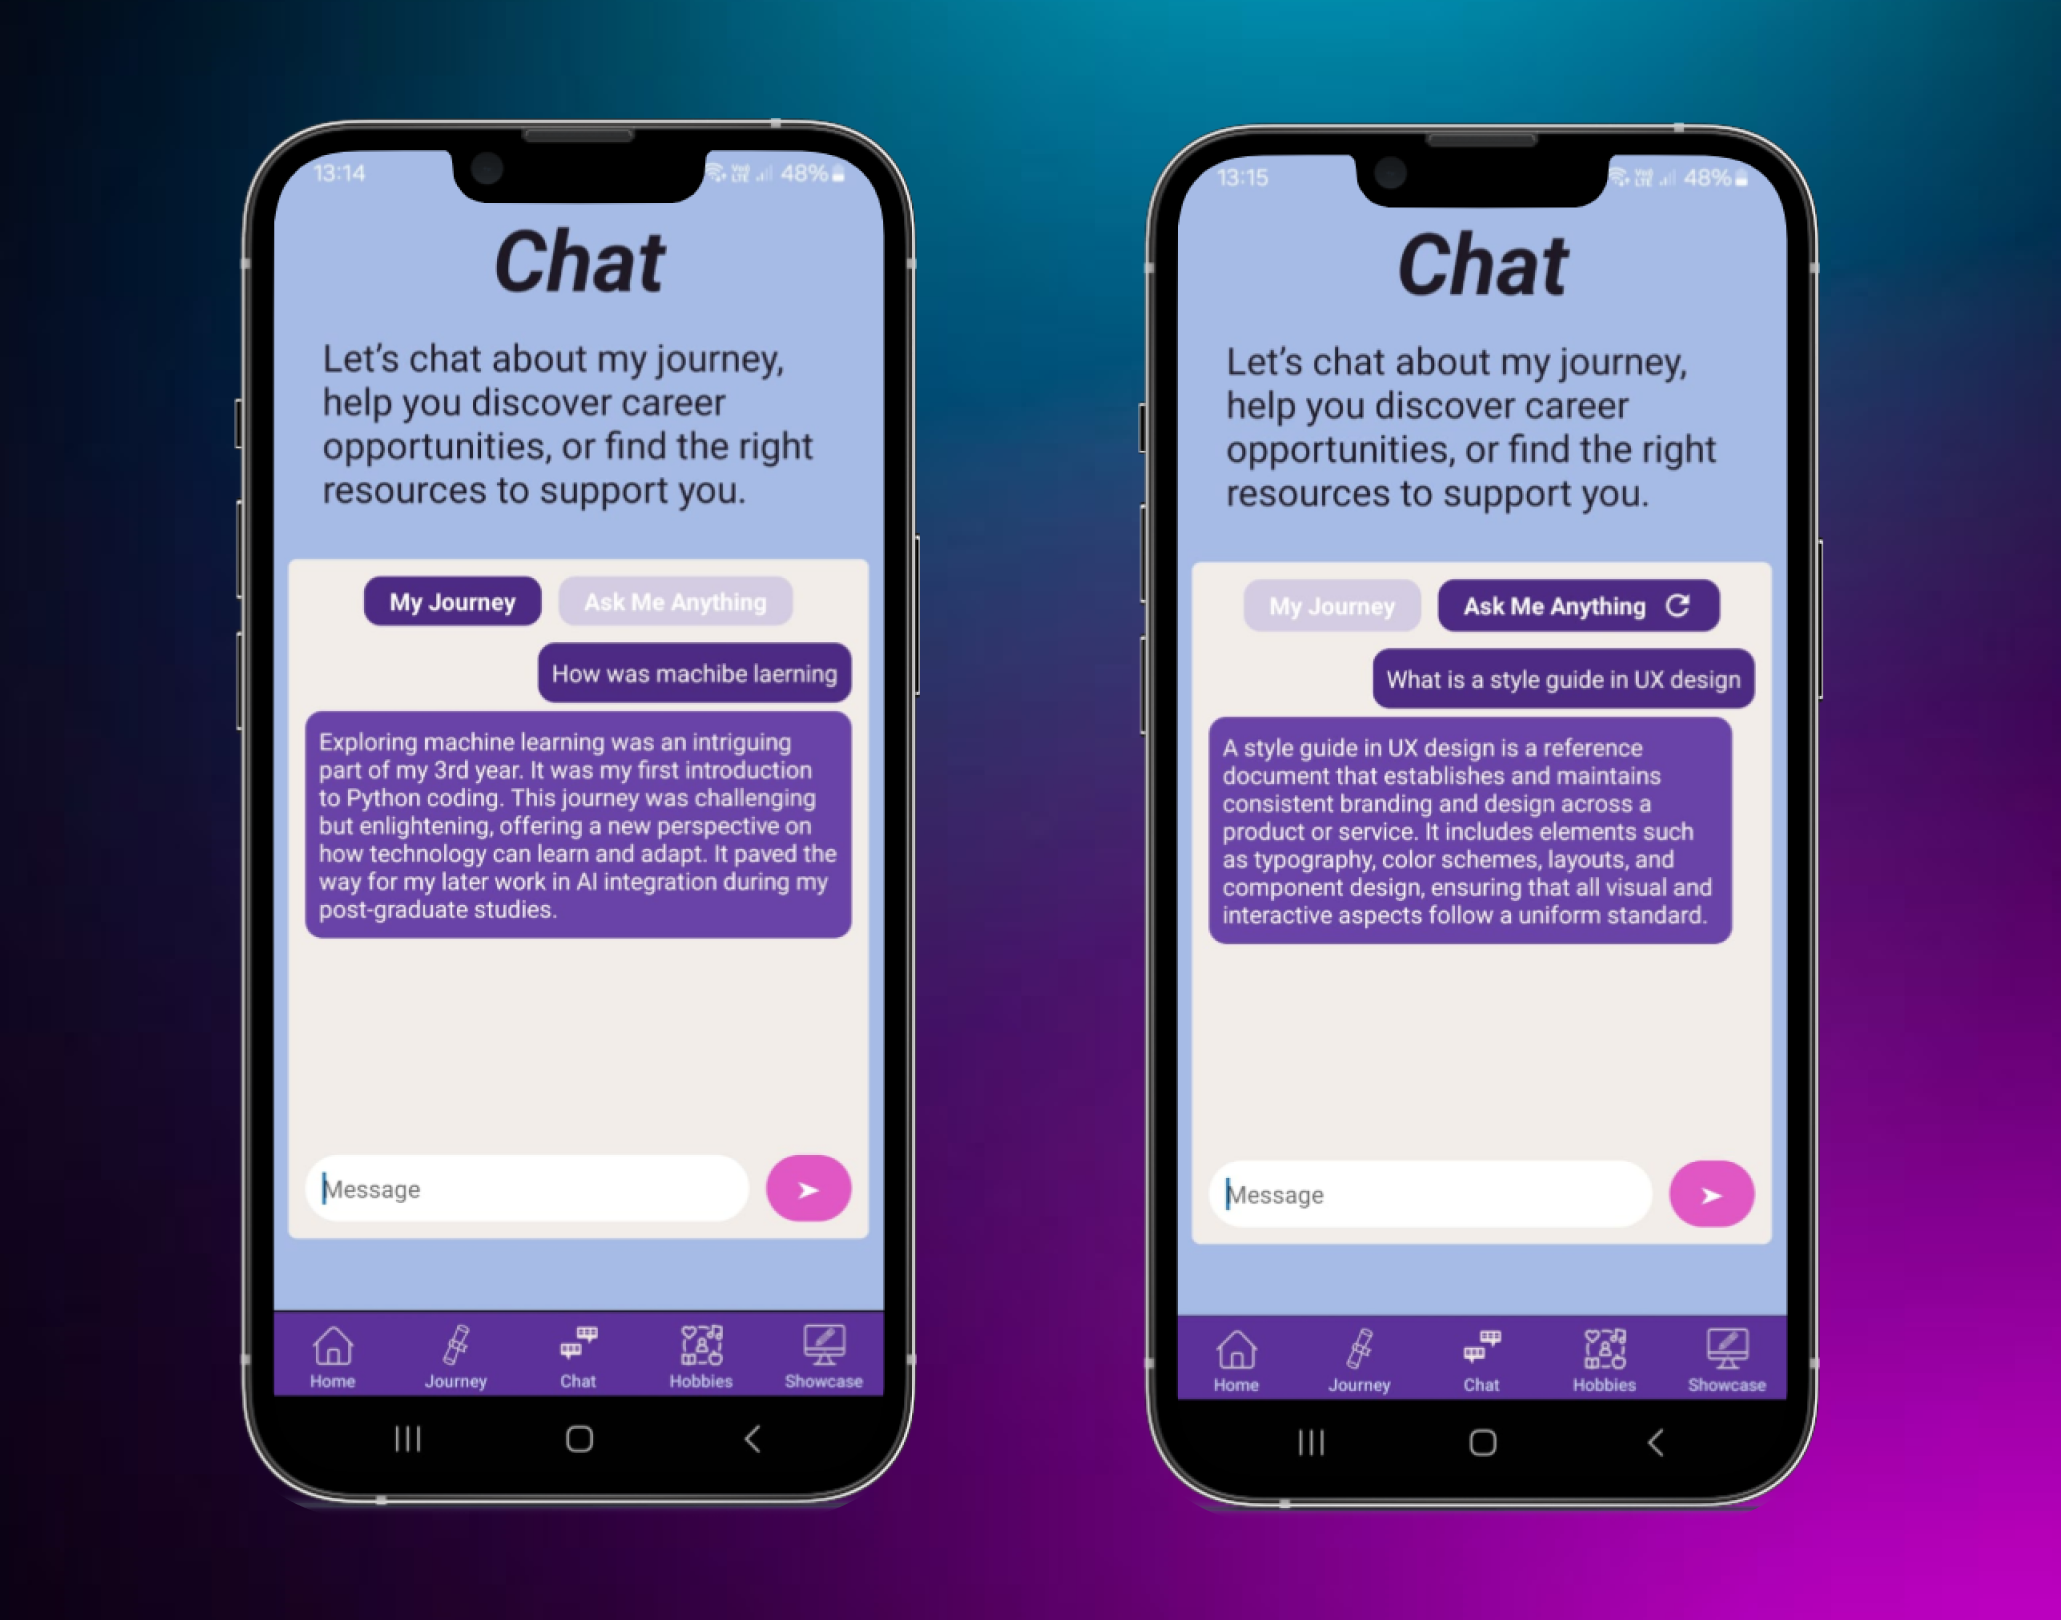 13:14
VoLTE 48%
Chat
Let's chat about my journey,
help you discover career
opportunities, or find the right
resources to support you.
My Journey
Ask Me Anything
How was machibe laerning
Exploring machine learning was an intriguing
part of my 3rd year. It was my first introduction
to Python coding. This journey was challenging
but enlightening, offering a new perspective on
how technology can learn and adapt. It paved the
way for my later work in AI integration during my
post-graduate studies.
Message
Home
Journey
Chat
Hobbies
Showcase
13:15
VoLTE 48%
Chat
Let's chat about my journey,
help you discover career
opportunities, or find the right
resources to support you.
My Journey
Ask Me Anything
What is a style guide in UX design
A style guide in UX design is a reference
document that establishes and maintains
consistent branding and design across a
product or service. It includes elements such
as typography, color schemes, layouts, and
component design, ensuring that all visual and
interactive aspects follow a uniform standard.
Message
Home
Journey
Chat
Hobbies
Showcase